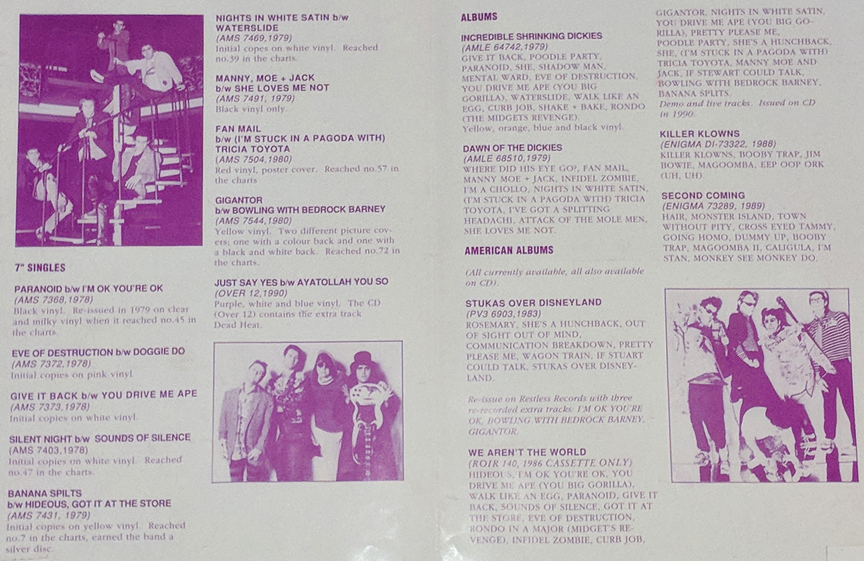 7" SINGLES
PARANOID b/w I'M OK YOU'RE OK
(AMS 7368,1978)
Black vinyl. Re-issued in 1979 on clear
and milky vinyl when it reached no.45 in
the charts.
EVE OF DESTRUCTION b/w DOGGIE DO
(AMS 7372,1978)
Initial copies on pink vinyl
GIVE IT BACK b/w YOU DRIVE ME APE
(AMS 7373,1978)
Initial copies on white vinyl.
SILENT NIGHT b/w SOUNDS OF SILENCE
(AMS 7403,1978)
Initial copies on white vinyl. Reached
no.47 in the charts.
BANANA SPILTS
b/w HIDEOUS, GOT IT AT THE STORE
(AMS 7431, 1979)
Initial copies on yellow vinyl. Reached
no.7 in the charts, earned the band a
silver disc.
NIGHTS IN WHITE SATIN b/w
WATERSLIDE
(AMS 7469,1979)
Initial copes on white vinyl. Reached
no.39 in the charts.
MANNY, MOE + JACK
b/w SHE LOVES ME NOT
(AMS 7491, 1979)
Black vinyl only.
FAN MAIL
b/w (I'M STUCK IN A PAGODA WITH)
TRICIA TOYOTA
(AMS 7504,1980)
Red vinyl, poster cover. Reached no.57 in
the charts
GIGANTOR
b/w BOWLING WITH BEDROCK BARNEY
(AMS 7544,1980)
Yellow vinyl. Two different picture cov-
ers; one with a colour back and one with
a black and white back. Reached no.72 in
the charts.
JUST SAY YES b/w AYATOLLAH YOU SO
(OVER 12,1990)
Purple, white and blue vinyl. The CD
(Over 12) contains the extra track
Dead Heat.
ALBUMS
INCREDIBLE SHRINKING DICKIES
(AMLE 64742,1979)
GIVE IT BACK, POODLE PARTY,
PARANOID, SHE, SHADOW MAN,
MENTAL WARD, EVE OF DESTRUCTION,
YOU DRIVE ME APE (YOU BIG
GORILLA), WATERSLIDE, WALK LIKE AN
EGG, CURB JOB, SHAKE + BAKE, RONDO
(THE MIDGETS REVENGE).
Yellow, orange, blue and black vinyl.
DAWN OF THE DICKIES
(AMLE 68510,1979)
WHERE DID HIS EYE GO?, FAN MAIL,
MANNY MOE + JACK, INFIDEL ZOMBIE,
I'M A CHOLLO, NIGHTS IN WHITE SATIN,
(I'M STUCK IN A PAGODA WITH) TRICIA
TOYOTA, I'VE GOT A SPLITTING
HEADACHI, ATTACK OF THE MOLE MEN,
SHE LOVES ME NOT.
AMERICAN ALBUMS
(All currently available, all also available
on CD).
STUKAS OVER DISNEYLAND
(PV3 6903,1983)
ROSEMARY, SHE'S A HUNCHBACK, OUT
OF SIGHT OUT OF MIND,
COMMUNICATION BREAKDOWN, PRETTY
PLEASE ME, WAGON TRAIN, IF STUART
COULD TALK, STUKAS OVER DISNEY-
LAND.
Re-issue on Restless Records with three
re-recorded extra tracks: I'M OK YOU'RE
OK, BOWLING WITH BEDROCK BARNEY,
GIGANTOR.
WE AREN'T THE WORLD
(ROIR 140, 1986 CASSETTE ONLY)
HIDEOUS, I'M OK YOU'RE OK, YOU
DRIVE ME APE (YOU BIG GORILLA),
WALK LIKE AN EGG, PARANOID, GIVE IT
BACK, SOUNDS OF SILENCE, GOT IT AT
THE STORE, EVE OF DESTRUCTION,
RONDO IN A MAJOR (MIDGET'S RE-
VENGE), INFIDEL ZOMBIE, CURB JOB,
GIGANTOR, NIGHTS IN WHITE SATIN,
YOU DRIVE ME APE (YOU BIG GO-
RILLA), PRETTY PLEASE ME,
POODLE PARTY, SHE'S A HUNCHBACK,
SHE, (I'M STUCK IN A PAGODA WITH)
TRICIA TOYOTA, MANNY MOE AND
JACK, IF STEWART COULD TALK,
BOWLING WITH BEDROCK BARNEY,
BANANA SPLITS.
Demo and live tracks. Issued on CD
in 1990.
KILLER KLOWNS
(ENIGMA DI-73322, 1988)
KILLER KLOWNS, BOOBY TRAP, JIM
BOWIE, MAGOOMBA, EEP OOP ORK
(UH, UH).
SECOND COMING
(ENIGMA 73289, 1989)
HAIR, MONSTER ISLAND, TOWN
WITHOUT PITY, CROSS EYED TAMMY,
GOING HOMO, DUMMY UP, BOOBY
TRAP, MAGOOMBA II, CALIGULA, I'M
STAN, MONKEY SEE MONKEY DO.